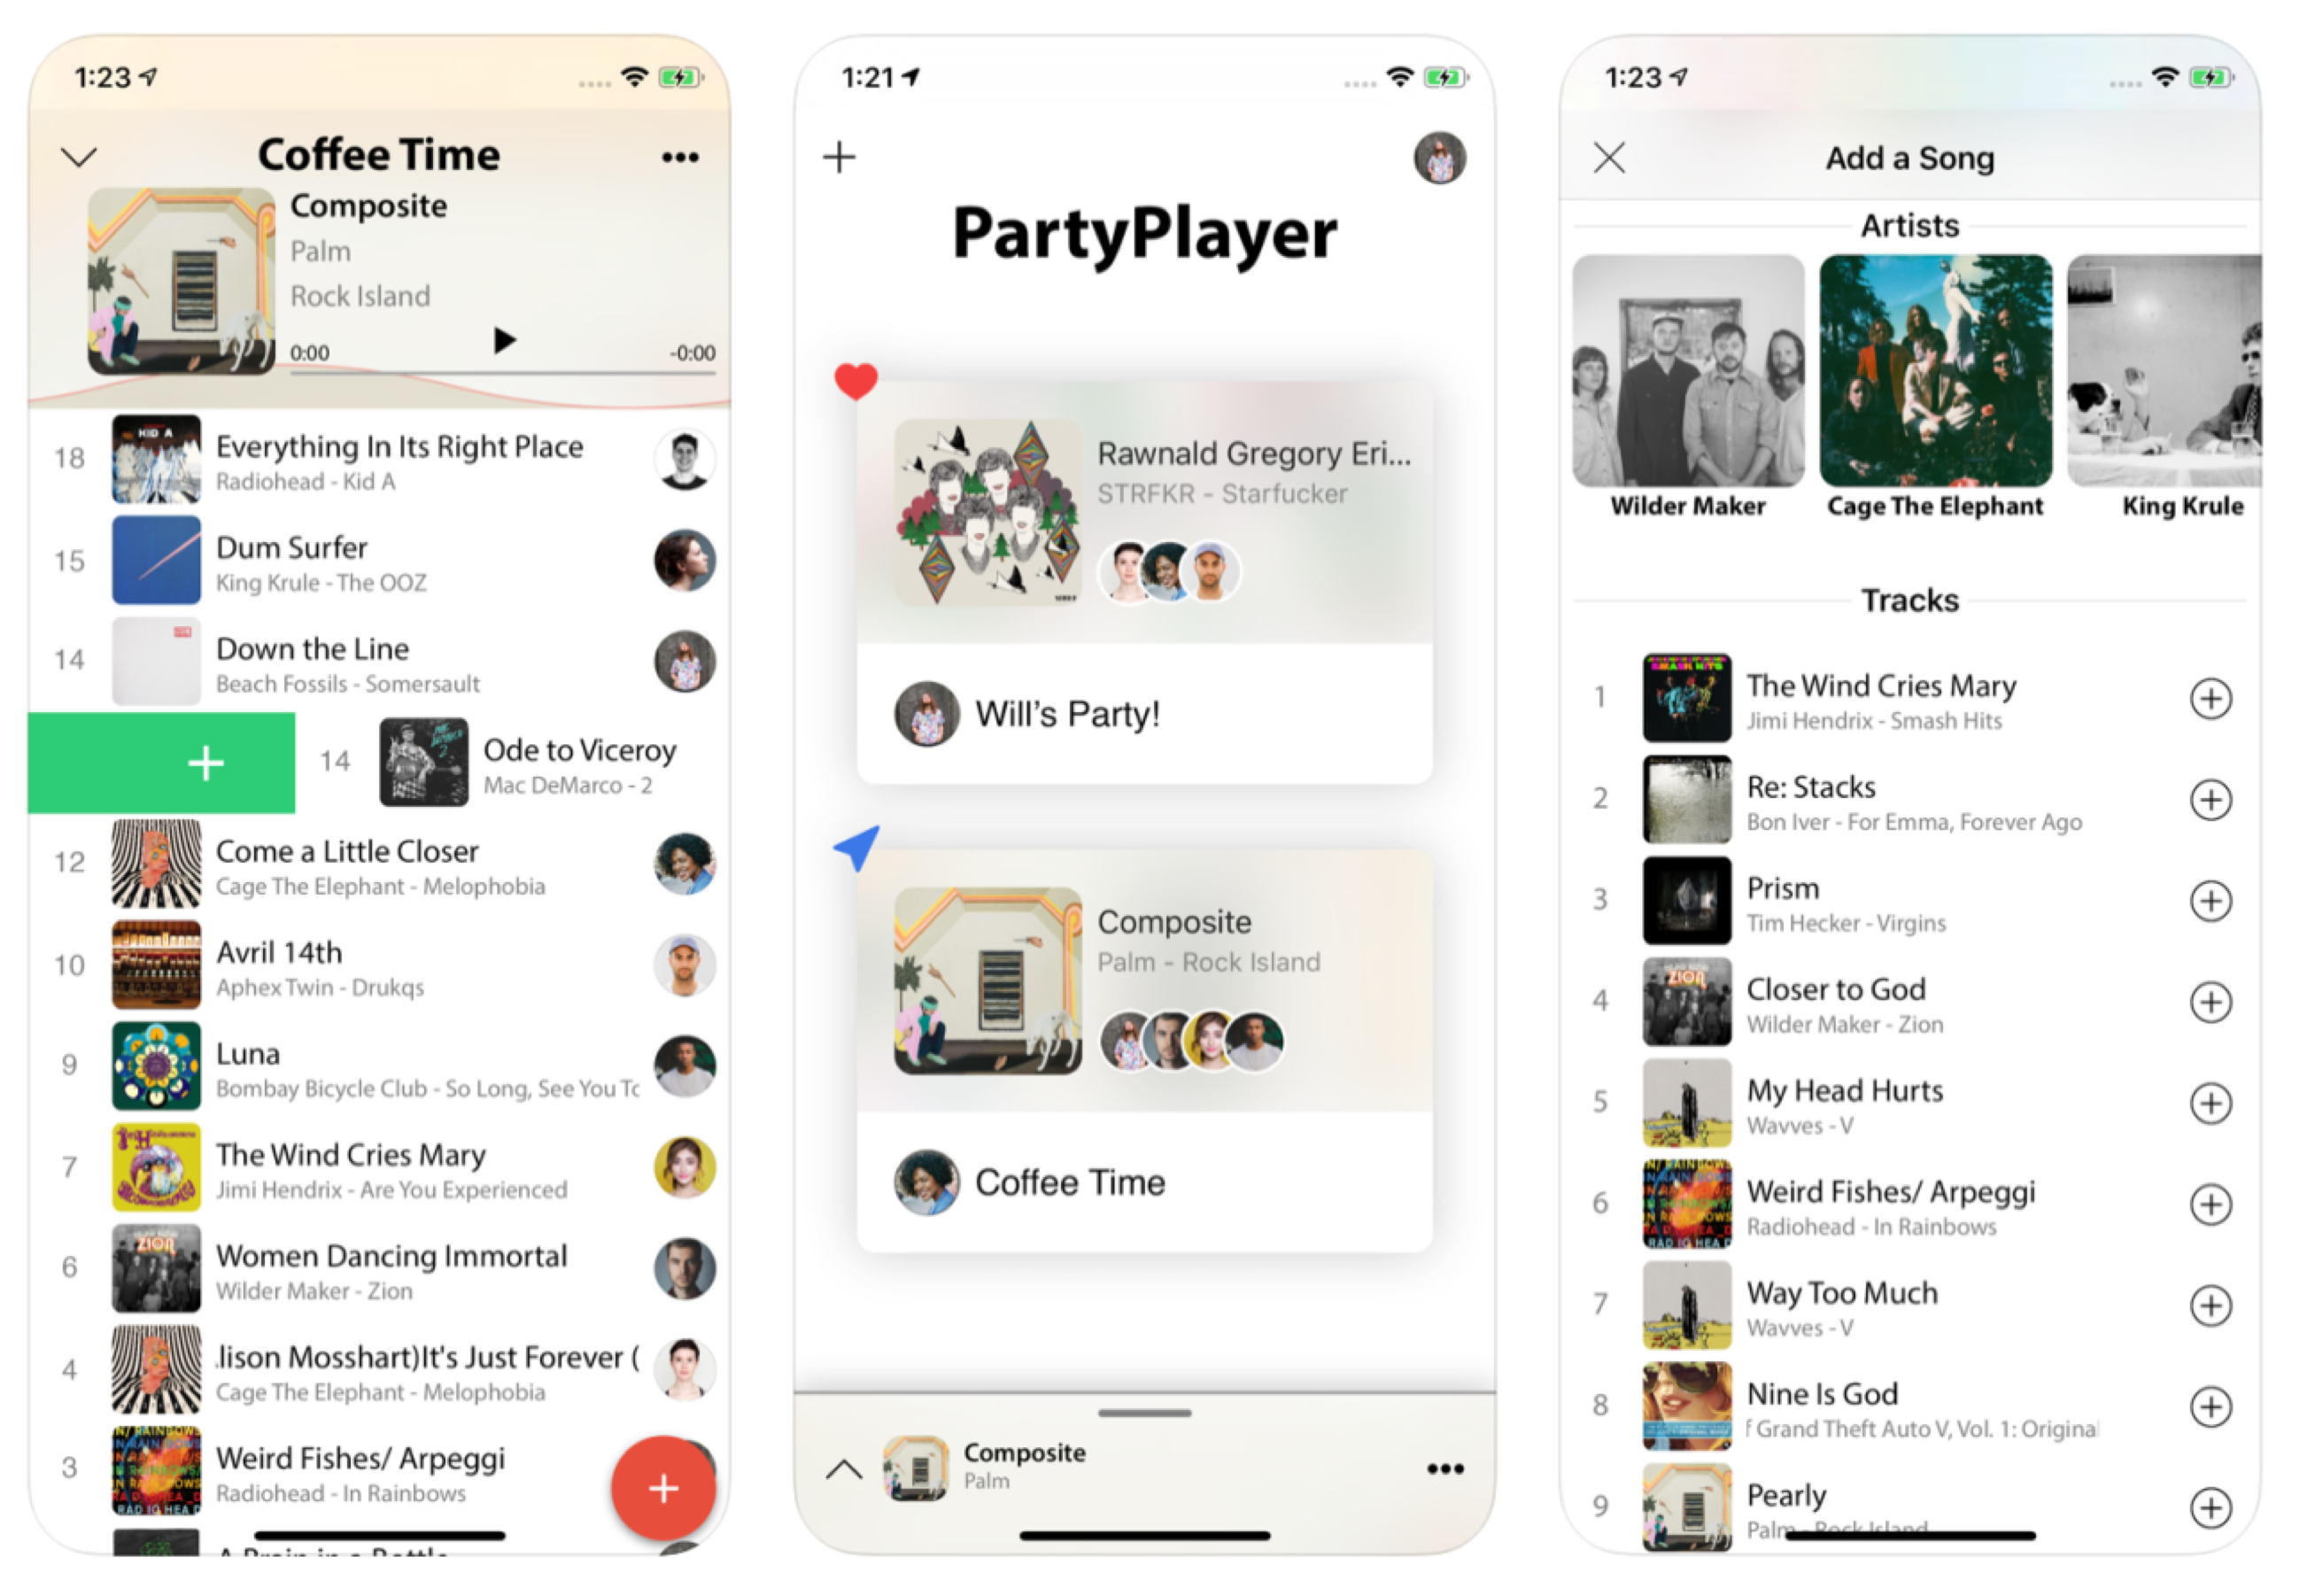 1:23
Coffee Time
Composite
Palm
Rock Island
0:00
-0:00
18
KID A
Everything In Its Right Place
Radiohead - Kid A
15
Dum Surfer
King Krule - The OOZ
14
Down the Line
Beach Fossils - Somersault
14
Ode to Viceroy
Mac DeMarco - 2
12
Come a Little Closer
Cage The Elephant - Melophobia
10
Avril 14th
Aphex Twin - Drukqs
9
Luna
Bombay Bicycle Club - So Long, See You To
7
The Wind Cries Mary
Jimi Hendrix - Are You Experienced
6
ZION
Women Dancing Immortal
Wilder Maker - Zion
4
lison Mosshart)It's Just Forever (
Cage The Elephant - Melophobia
3
Weird Fishes/ Arpeggi
Radiohead - In Rainbows
A Brain in a Bottle
1:21
PartyPlayer
Rawnald Gregory Eri...
STRFKR - Starfucker
Will's Party!
Composite
Palm - Rock Island
Coffee Time
Composite
Palm
1:23
Add a Song
Artists
Wilder Maker
Cage The Elephant
King Krule
Tracks
1
SMASH HITS
The Wind Cries Mary
Jimi Hendrix - Smash Hits
2
Re: Stacks
Bon Iver - For Emma, Forever Ago
3
Prism
Tim Hecker - Virgins
4
ZION
Closer to God
Wilder Maker - Zion
5
My Head Hurts
Wavves - V
6
Weird Fishes/ Arpeggi
Radiohead - In Rainbows
7
Way Too Much
Wavves - V
8
Nine Is God
f Grand Theft Auto V, Vol. 1: Original
9
Pearly
Palm - Rock Island